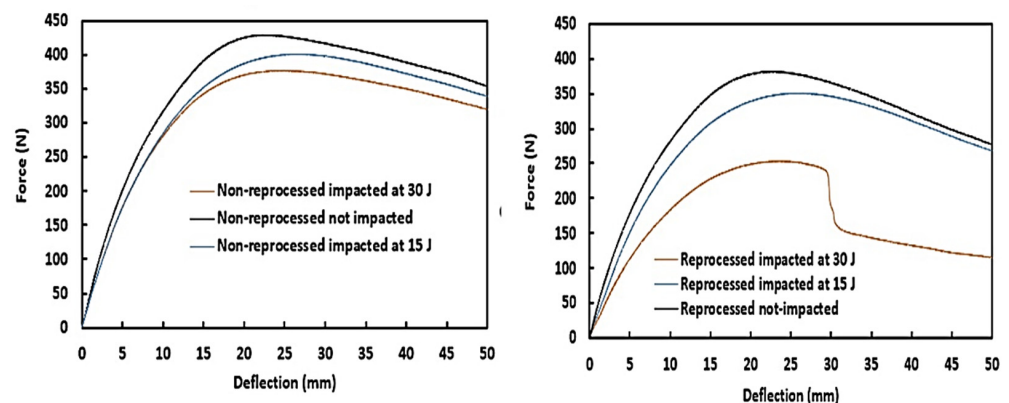 450
400
350
300
250
200
150
100
50
0
Force (N)
Non-reprocessed impacted at 30 J
Non-reprocessed not impacted
Non-reprocessed impacted at 15 J
0 5 10 15 20 25 30 35 40 45 50
Deflection (mm)
450
400
350
300
250
200
150
100
50
0
Force (N)
Reprocessed impacted at 30 J
Reprocessed impacted at 15 J
Reprocessed not-impacted
0 5 10 15 20 25 30 35 40 45 50
Deflection (mm)